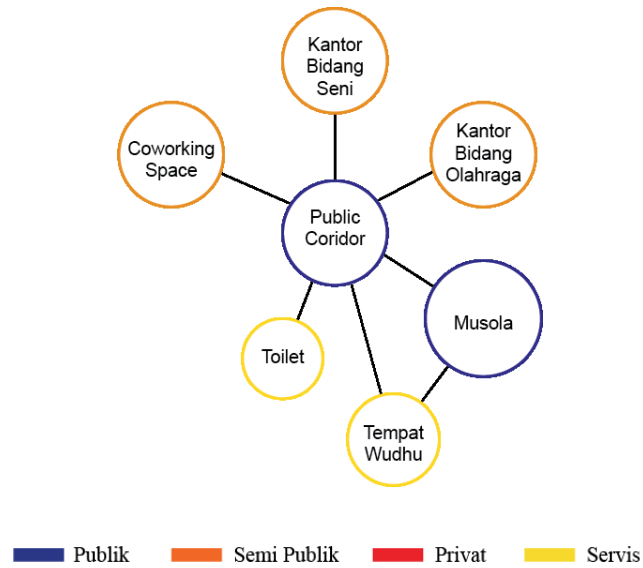 Kantor
Bidang
Seni
Coworking
Space
Kantor
Bidang
Olahraga
Public
Coridor
Musola
Toilet
Tempat
Wudhu
Publik
Semi Publik
Privat
Servis